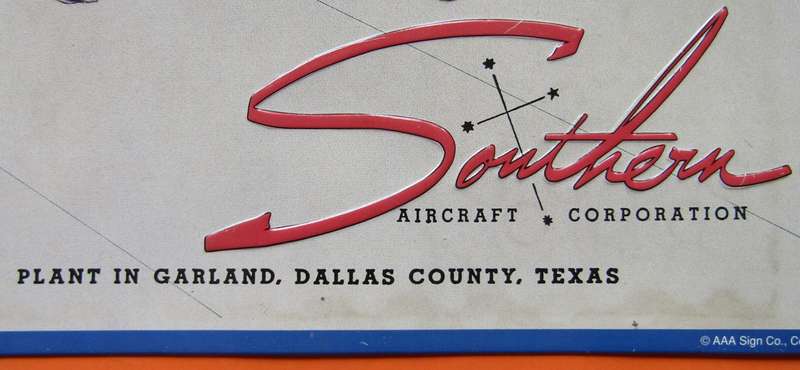 Southern
AIRCRAFT CORPORATION
PLANT IN GARLAND, DALLAS COUNTY, TEXAS
© AAA Sign Co.,